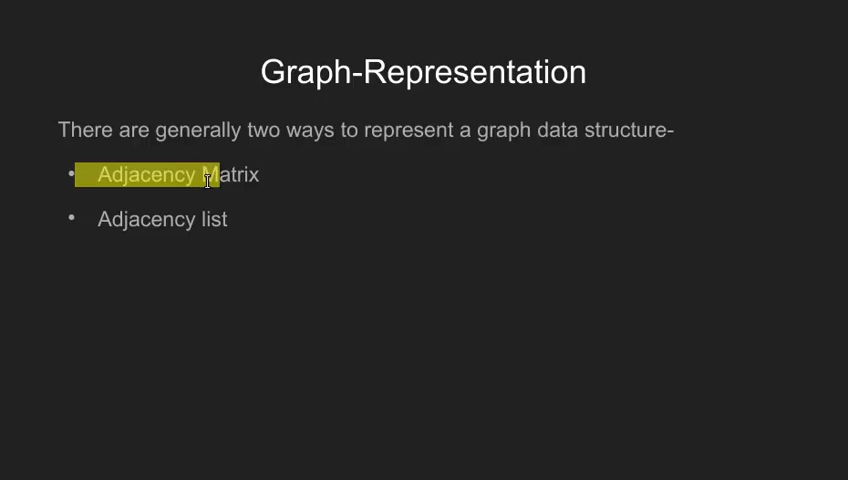 Graph-Representation
There are generally two ways to represent a graph data structure-
• Adjacency Matrix
• Adjacency list